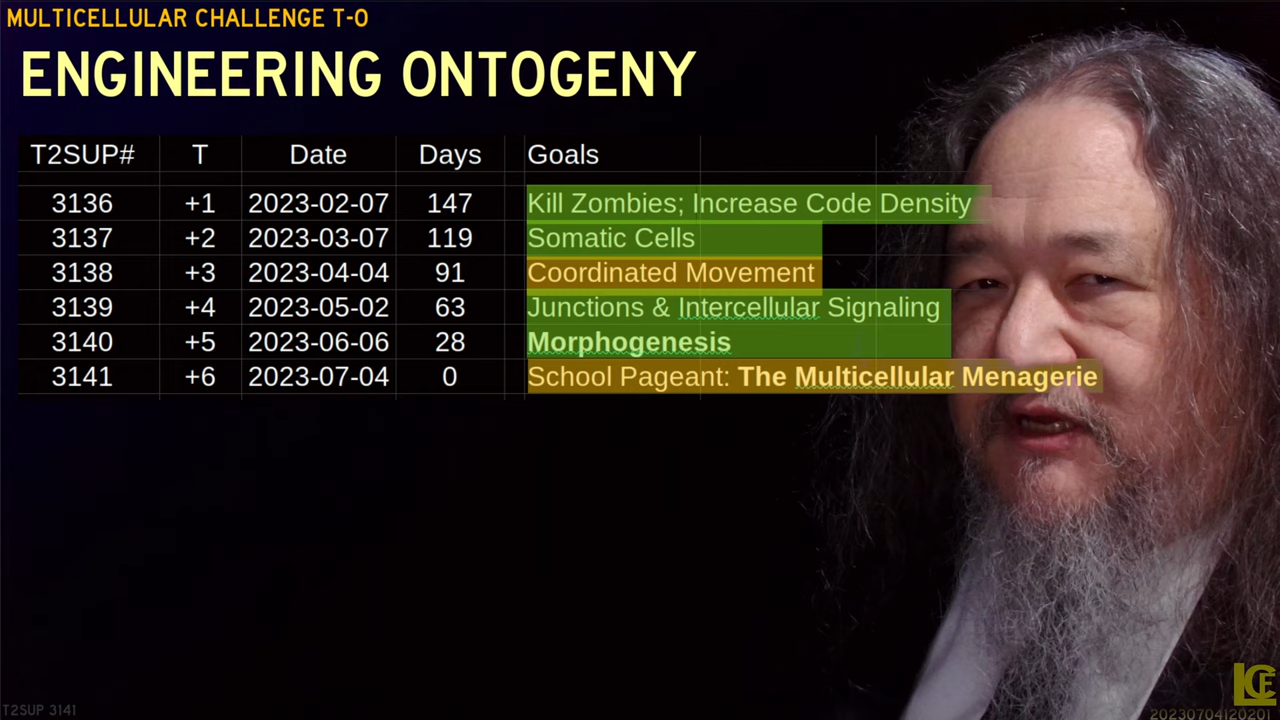 MULTICELLULAR CHALLENGE T-0
ENGINEERING ONTOGENY
T2SUP# T Date Days Goals
3136 +1 2023-02-07 147 Kill Zombies; Increase Code Density
3137 +2 2023-03-07 119 Somatic Cells
3138 +3 2023-04-04 91 Coordinated Movement
3139 +4 2023-05-02 63 Junctions & Intercellular Signaling
3140 +5 2023-06-06 28 Morphogenesis
3141 +6 2023-07-04 0 School Pageant: The Multicellular Menagerie
T2SUP 3141